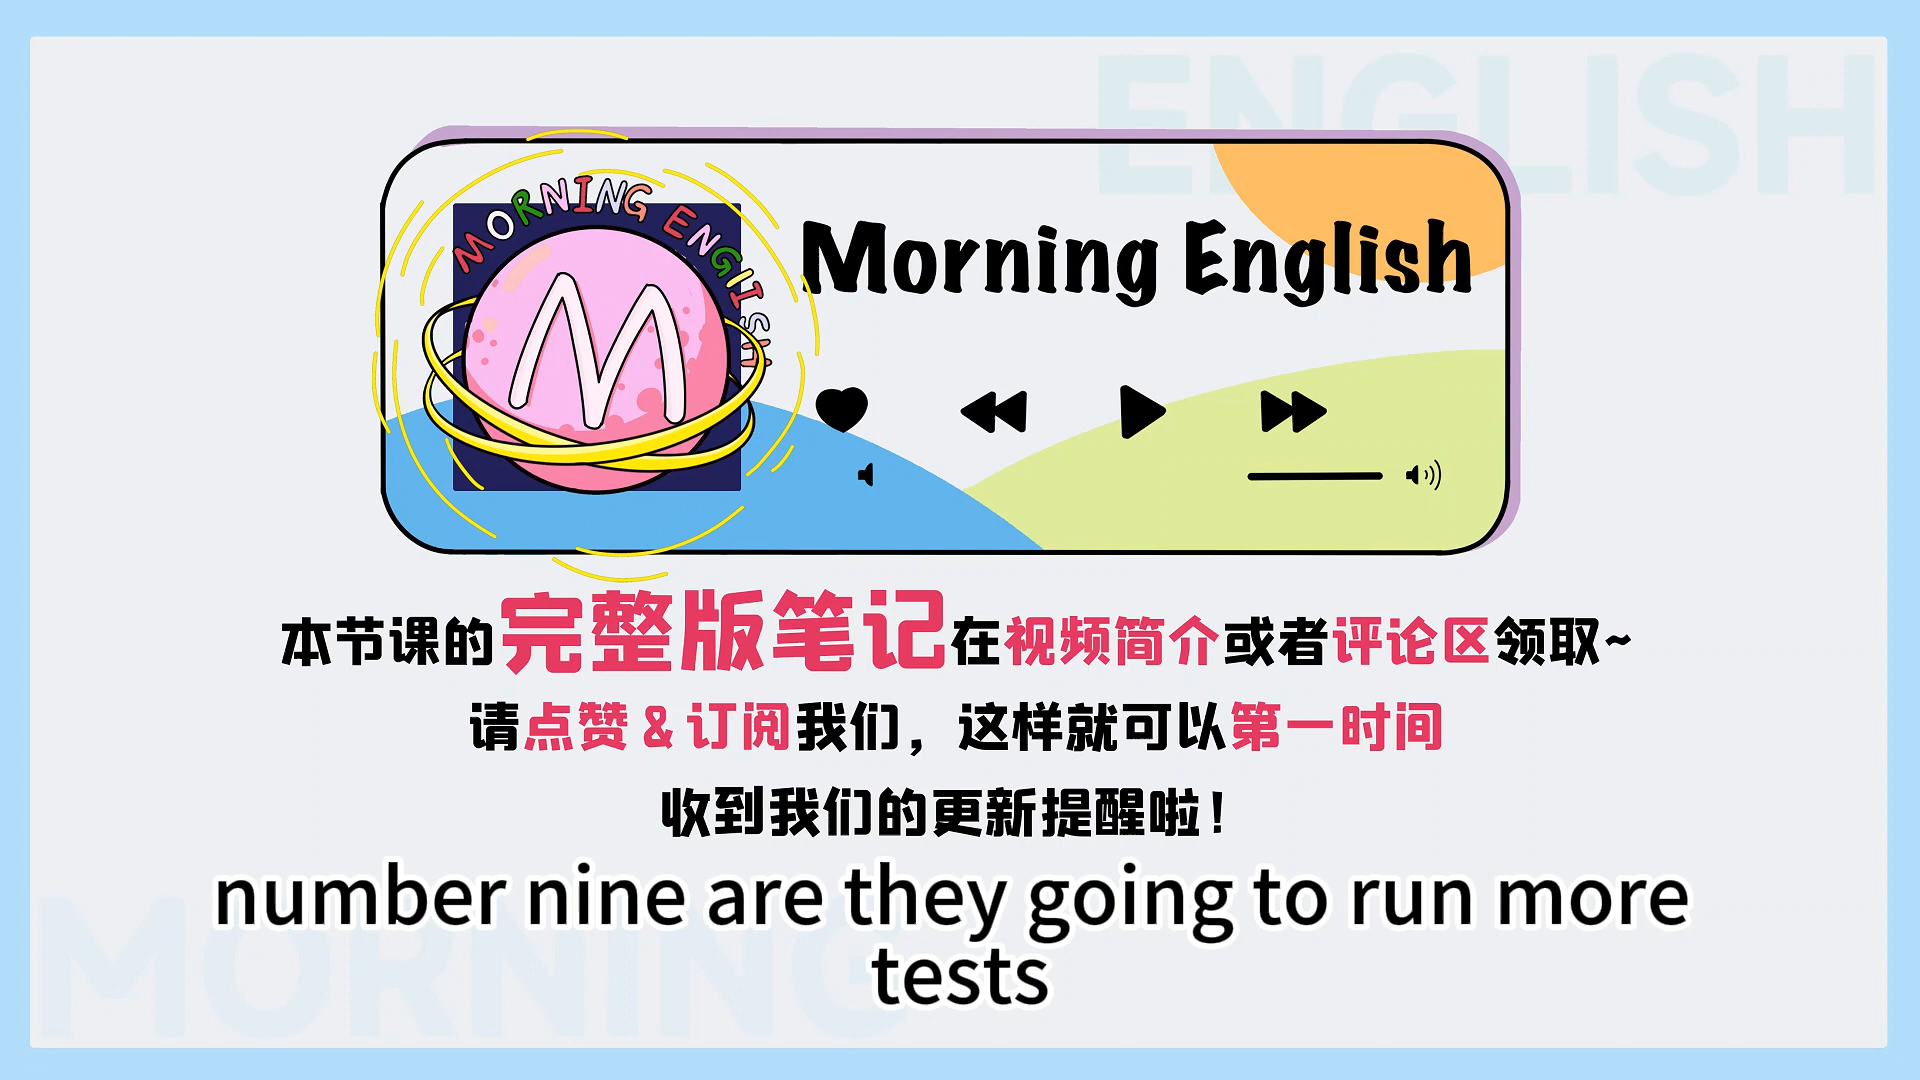 ENGLISH
MORNING ENGLISH
M
Morning English
本节课的完整版笔记在视频简介或者评论区领取~
请点赞&订阅我们，这样就可以第一时间
收到我们的更新提醒啦！
number nine are they going to run more
tests
MORNING